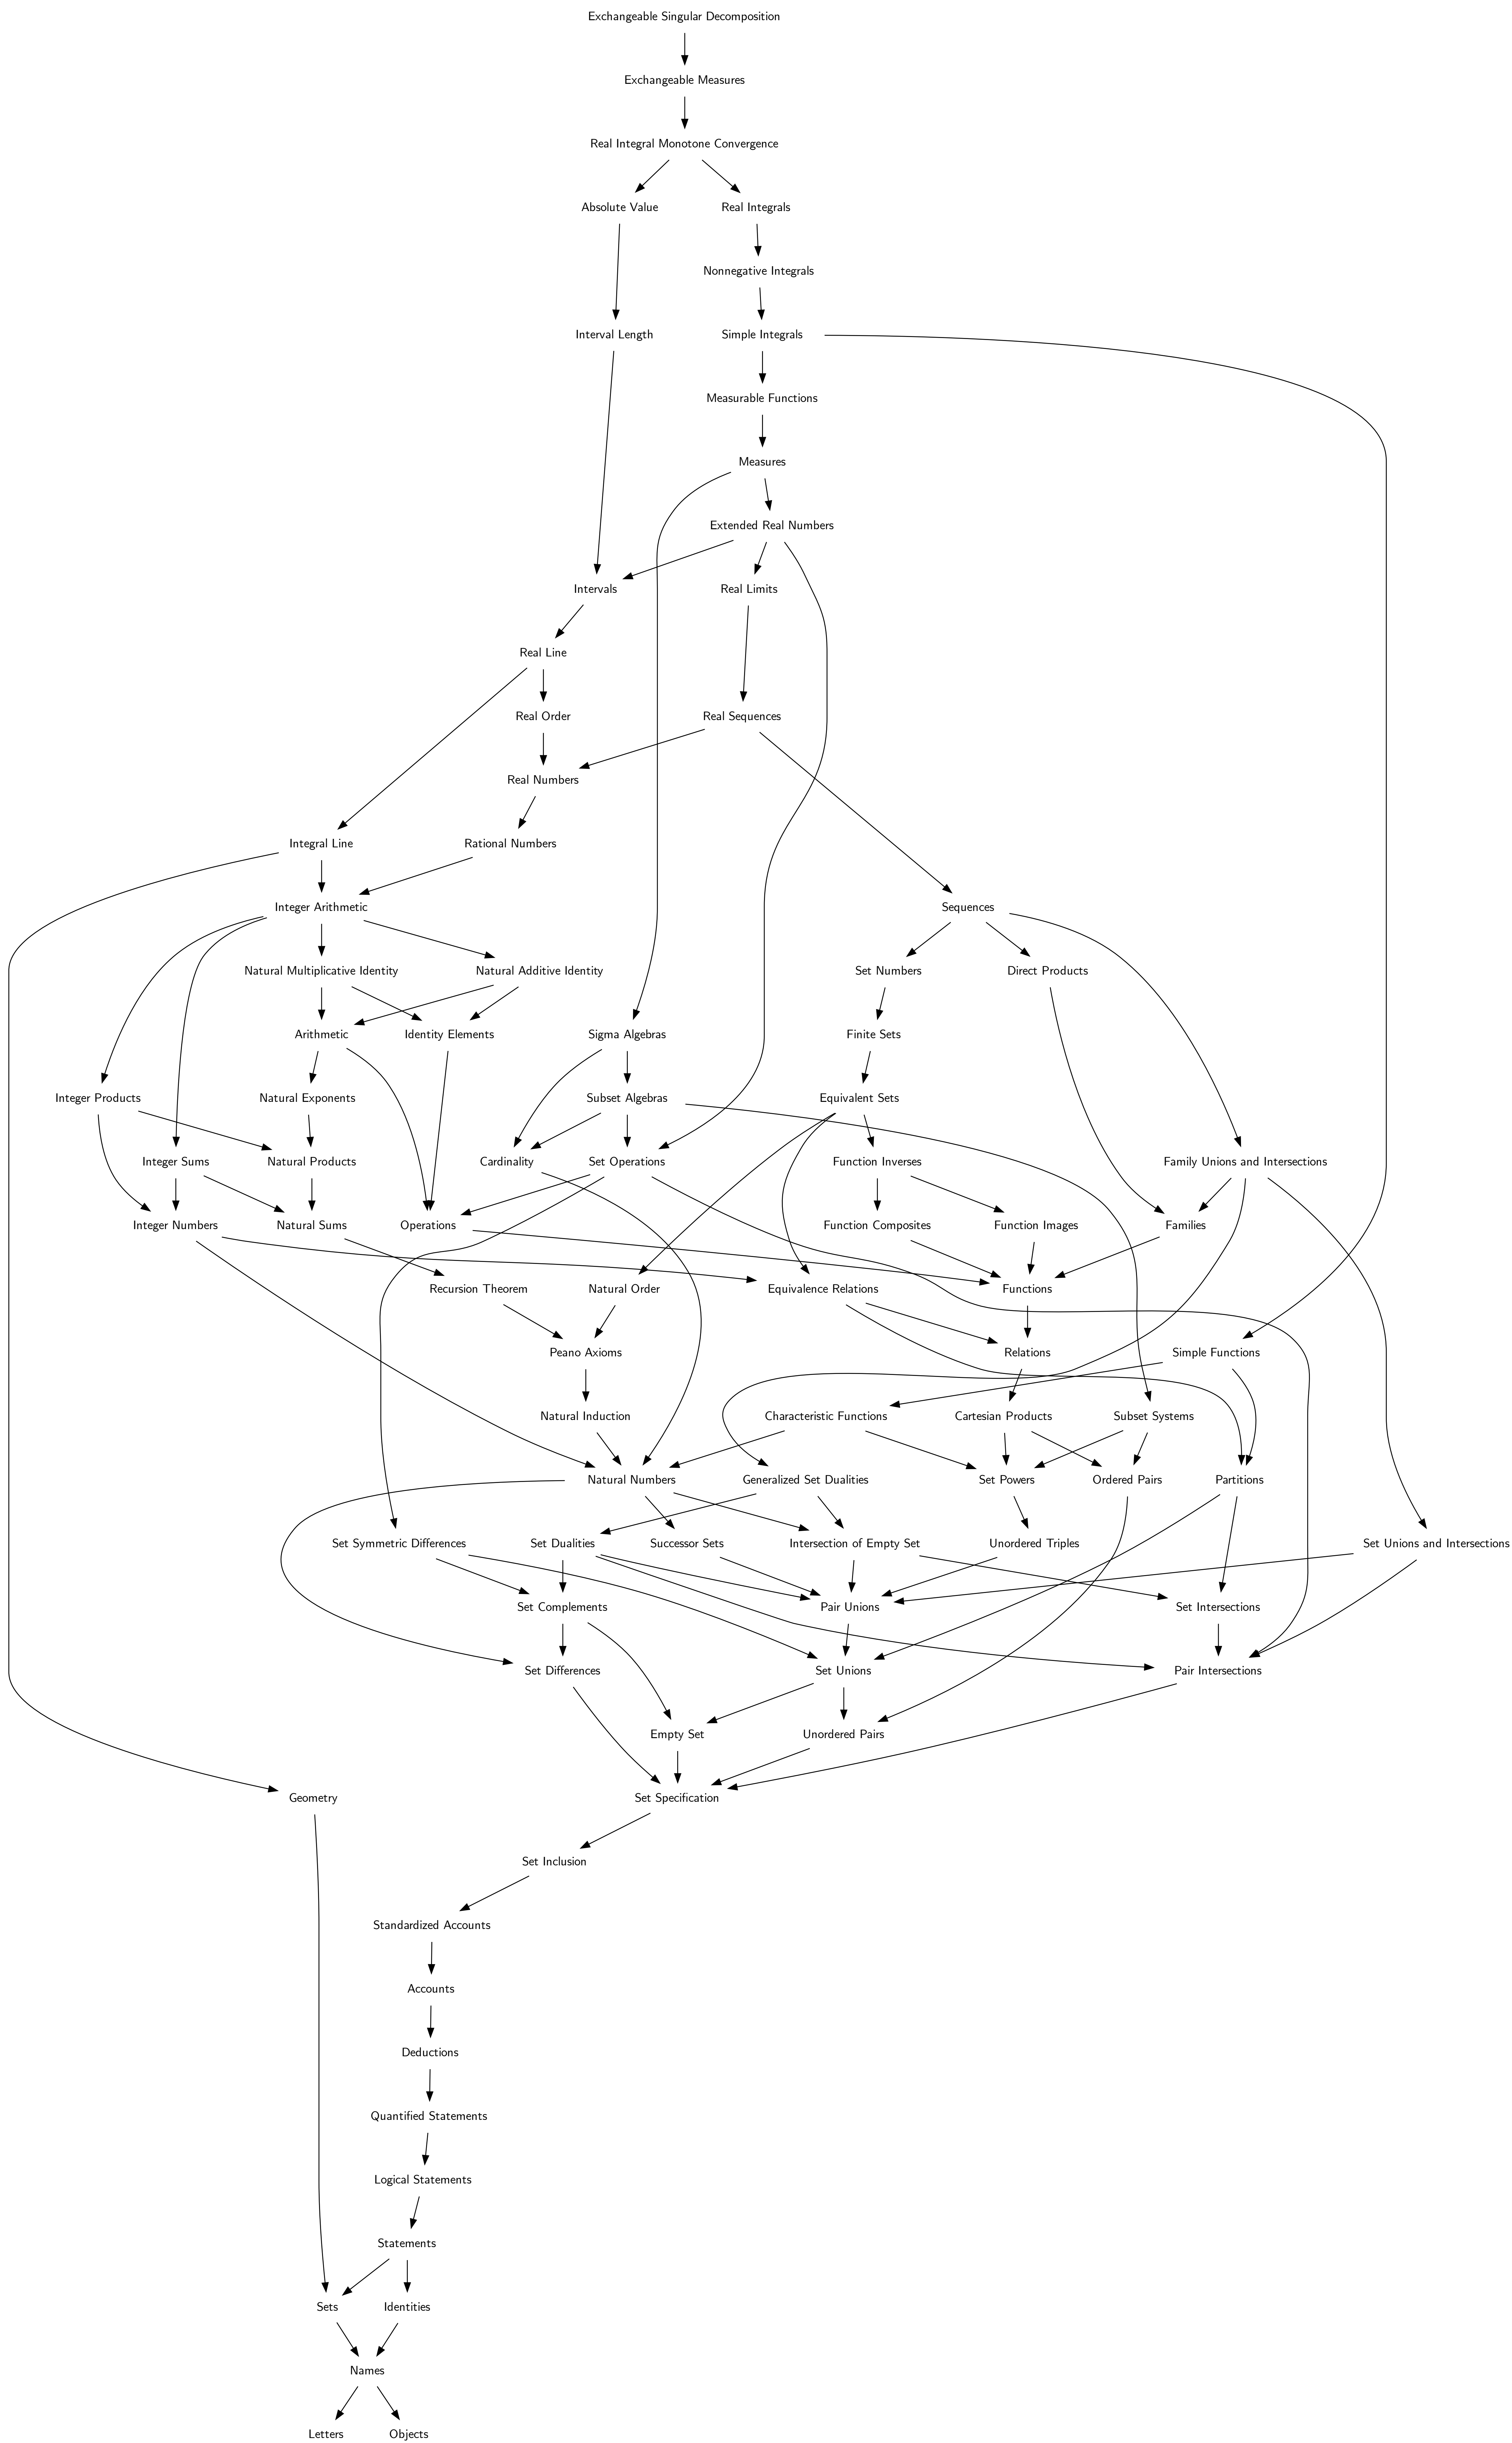 Exchangeable Singular Decomposition
Exchangeable Measures
Real Integral Monotone Convergence
Absolute Value
Real Integrals
Nonnegative Integrals
Interval Length
Simple Integrals
Measurable Functions
Measures
Extended Real Numbers
Intervals
Real Limits
Real Line
Real Order
Real Sequences
Real Numbers
Integral Line
Rational Numbers
Integer Arithmetic
Sequences
Natural Multiplicative Identity
Natural Additive Identity
Set Numbers
Direct Products
Arithmetic
Identity Elements
Sigma Algebras
Finite Sets
Integer Products
Natural Exponents
Subset Algebras
Equivalent Sets
Integer Sums
Natural Products
Cardinality
Set Operations
Function Inverses
Family Unions and Intersections
Integer Numbers
Natural Sums
Operations
Function Composites
Function Images
Families
Recursion Theorem
Natural Order
Equivalence Relations
Functions
Peano Axioms
Relations
Simple Functions
Natural Induction
Characteristic Functions
Cartesian Products
Subset Systems
Natural Numbers
Generalized Set Dualities
Set Powers
Ordered Pairs
Partitions
Set Symmetric Differences
Set Dualities
Successor Sets
Intersection of Empty Set
Unordered Triples
Set Unions and Intersections
Set Complements
Pair Unions
Set Intersections
Set Differences
Set Unions
Pair Intersections
Empty Set
Unordered Pairs
Geometry
Set Specification
Set Inclusion
Standardized Accounts
Accounts
Deductions
Quantified Statements
Logical Statements
Statements
Sets
Identities
Names
Letters
Objects